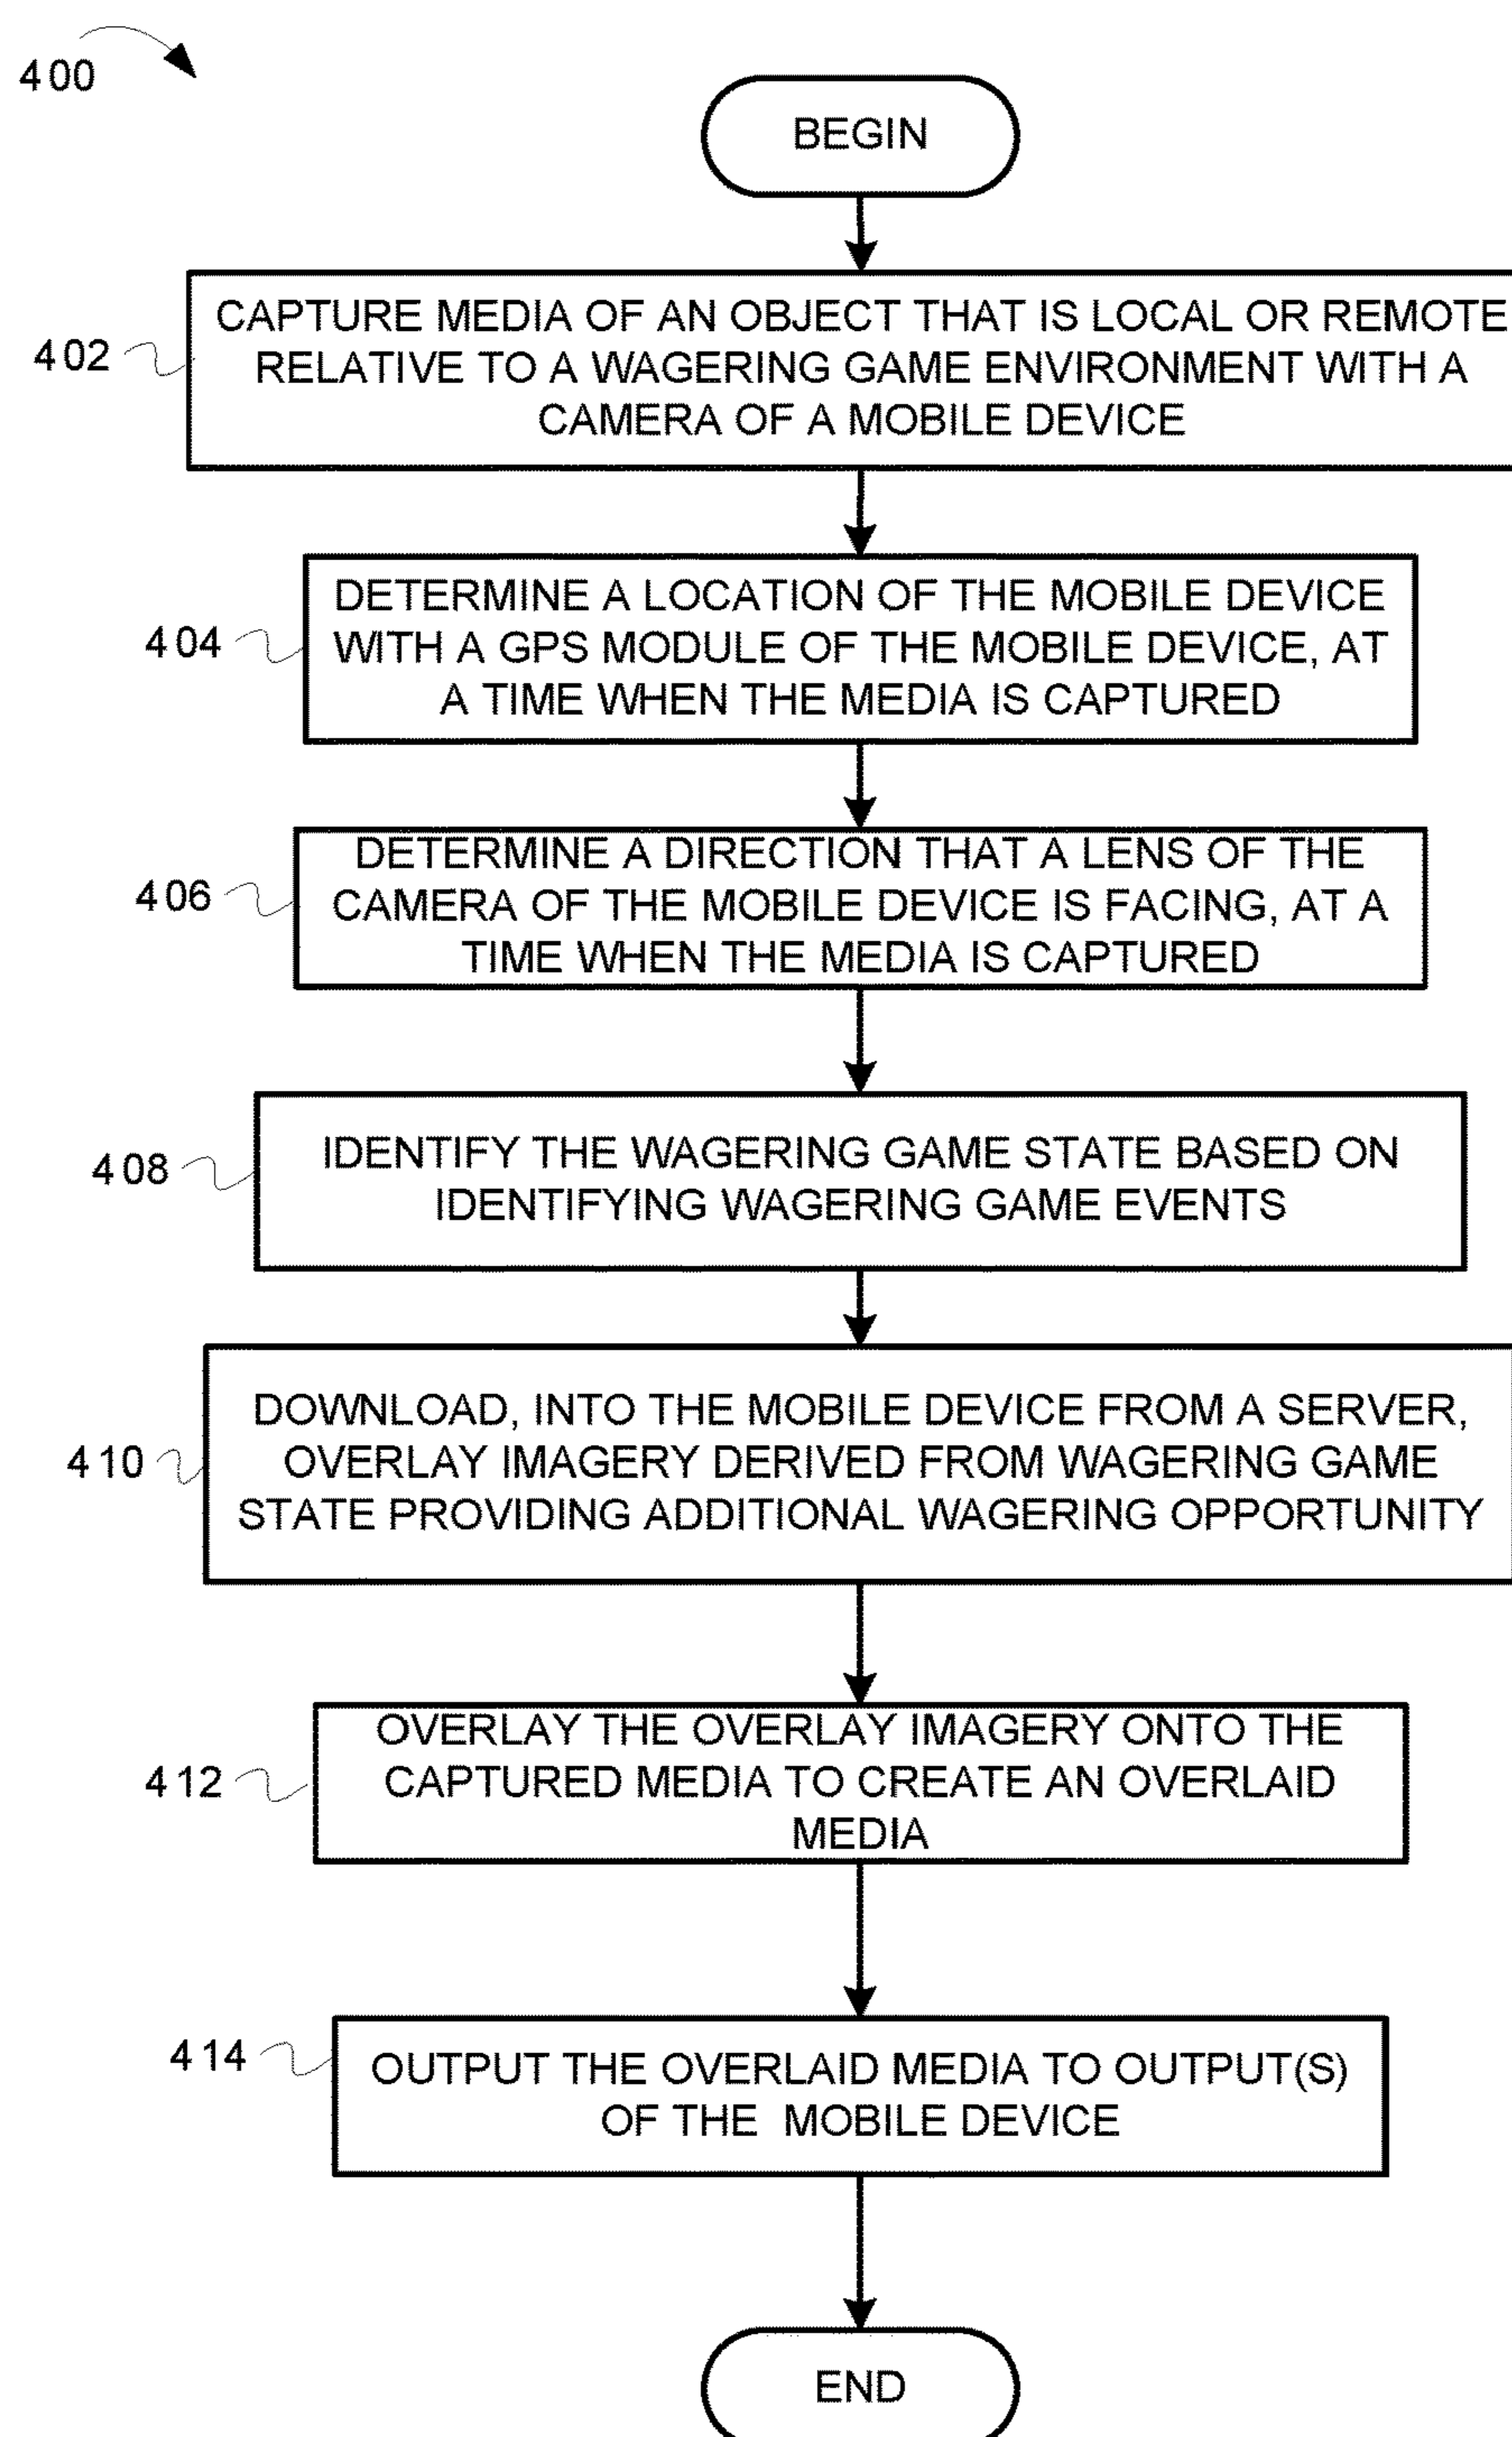 400
BEGIN
402
CAPTURE MEDIA OF AN OBJECT THAT IS LOCAL OR REMOTE
RELATIVE TO A WAGERING GAME ENVIRONMENT WITH A
CAMERA OF A MOBILE DEVICE
404
DETERMINE A LOCATION OF THE MOBILE DEVICE
WITH A GPS MODULE OF THE MOBILE DEVICE, AT
A TIME WHEN THE MEDIA IS CAPTURED
406
DETERMINE A DIRECTION THAT A LENS OF THE
CAMERA OF THE MOBILE DEVICE IS FACING, AT A
TIME WHEN THE MEDIA IS CAPTURED
408
IDENTIFY THE WAGERING GAME STATE BASED ON
IDENTIFYING WAGERING GAME EVENTS
410
DOWNLOAD, INTO THE MOBILE DEVICE FROM A SERVER,
OVERLAY IMAGERY DERIVED FROM WAGERING GAME
STATE PROVIDING ADDITIONAL WAGERING OPPORTUNITY
412
OVERLAY THE OVERLAY IMAGERY ONTO THE
CAPTURED MEDIA TO CREATE AN OVERLAID
MEDIA
414
OUTPUT THE OVERLAID MEDIA TO OUTPUT(S)
OF THE MOBILE DEVICE
END